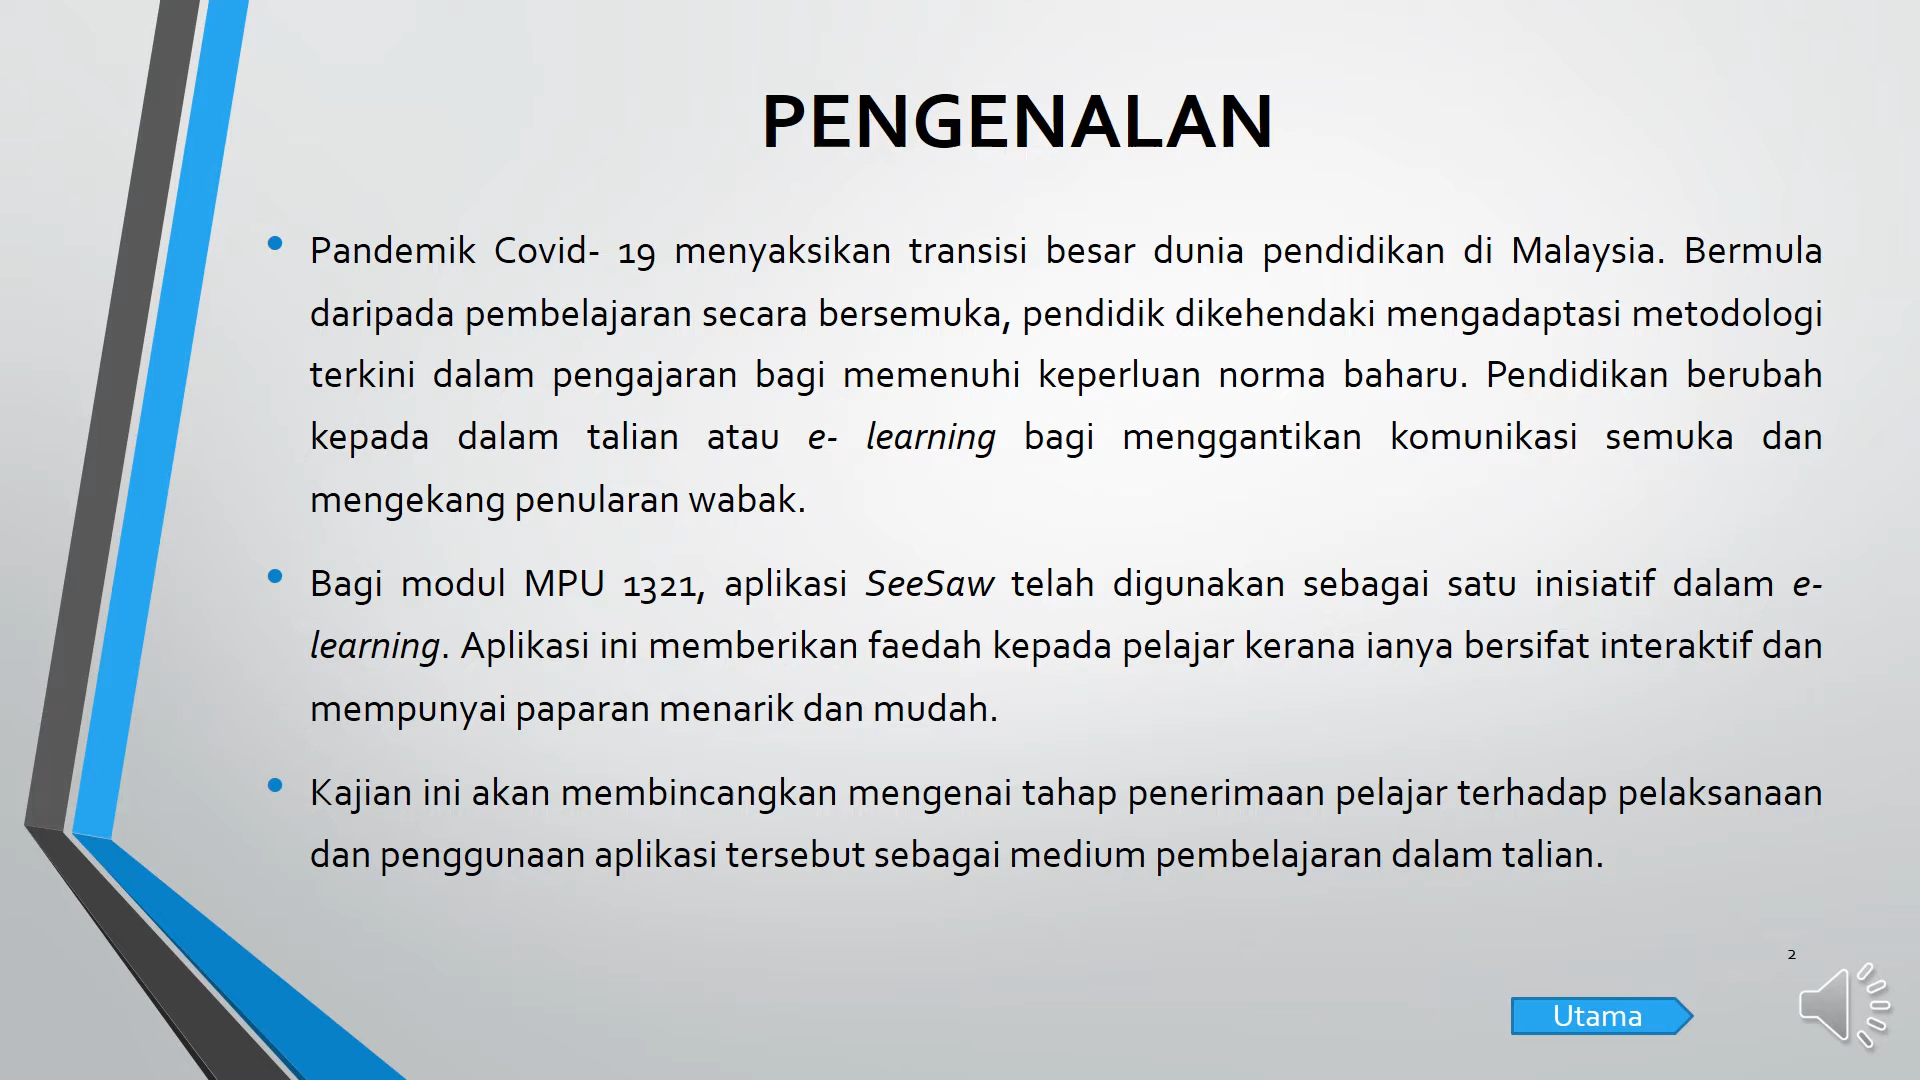 PENGENALAN
Pandemik Covid- 19 menyaksikan transisi besar dunia pendidikan di Malaysia. Bermula
daripada pembelajaran secara bersemuka, pendidik dikehendaki mengadaptasi metodologi
terkini dalam pengajaran bagi memenuhi keperluan norma baharu. Pendidikan berubah
kepada dalam talian atau e- learning bagi menggantikan komunikasi semuka dan
mengekang penularan wabak.
Bagi modul MPU 1321, aplikasi SeeSaw telah digunakan sebagai satu inisiatif dalam e-
learning. Aplikasi ini memberikan faedah kepada pelajar kerana ianya bersifat interaktif dan
mempunyai paparan menarik dan mudah.
Kajian ini akan membincangkan mengenai tahap penerimaan pelajar terhadap pelaksanaan
dan penggunaan aplikasi tersebut sebagai medium pembelajaran dalam talian.
2
Utama